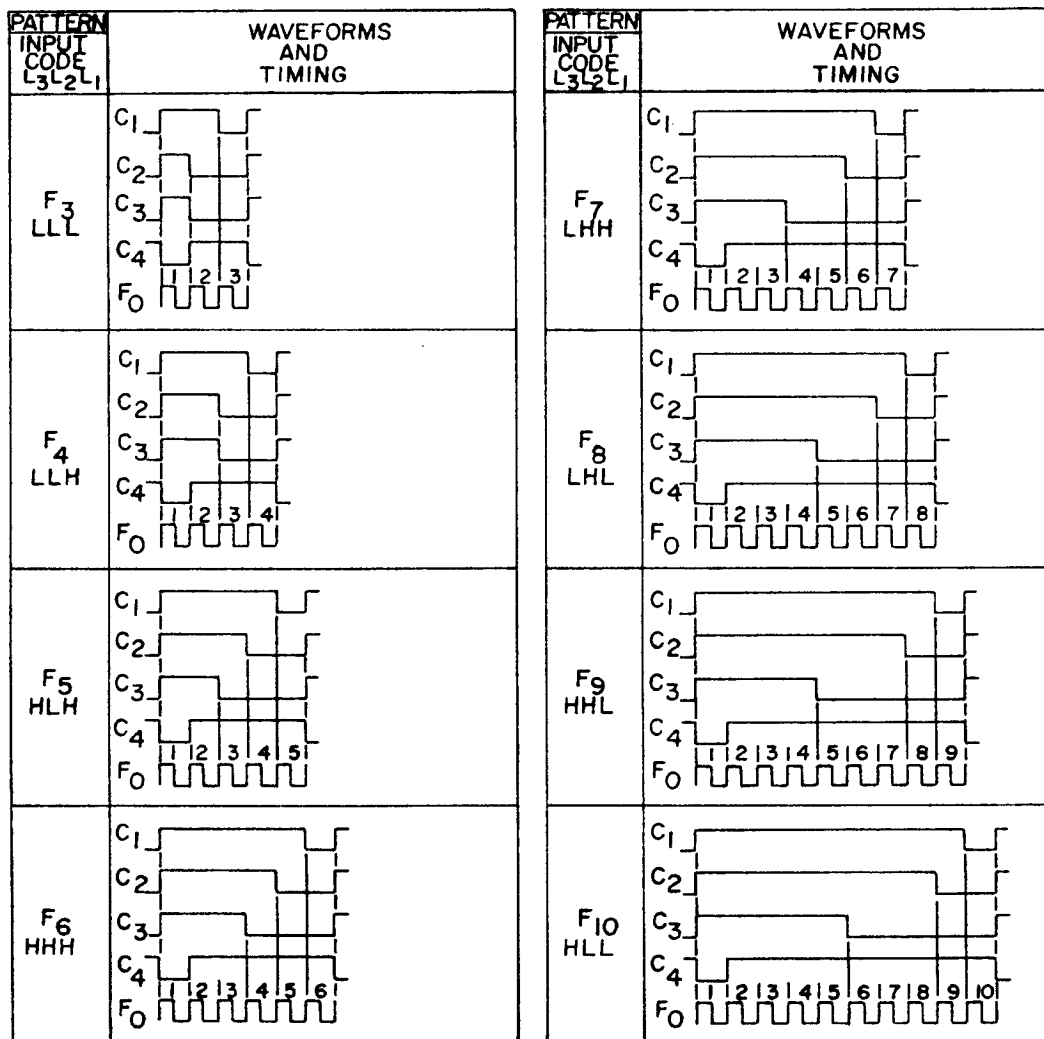 PATTERN
INPUT
CODE
L3L2L1
WAVEFORMS
AND
TIMING
F3
LLL
C1
C2
C3
C4
1 2 3
F0
F4
LLH
C1
C2
C3
C4
1 2 3 4
F0
F5
HLH
C1
C2
C3
C4
1 2 3 4 5
F0
F6
HHH
C1
C2
C3
C4
1 2 3 4 5 6
F0
PATTERN
INPUT
CODE
L3L2L1
WAVEFORMS
AND
TIMING
F7
LHH
C1
C2
C3
C4
1 2 3 4 5 6 7
F0
F8
LHL
C1
C2
C3
C4
1 2 3 4 5 6 7 8
F0
F9
HHL
C1
C2
C3
C4
1 2 3 4 5 6 7 8 9
F0
F10
HLL
C1
C2
C3
C4
1 2 3 4 5 6 7 8 9 10
F0